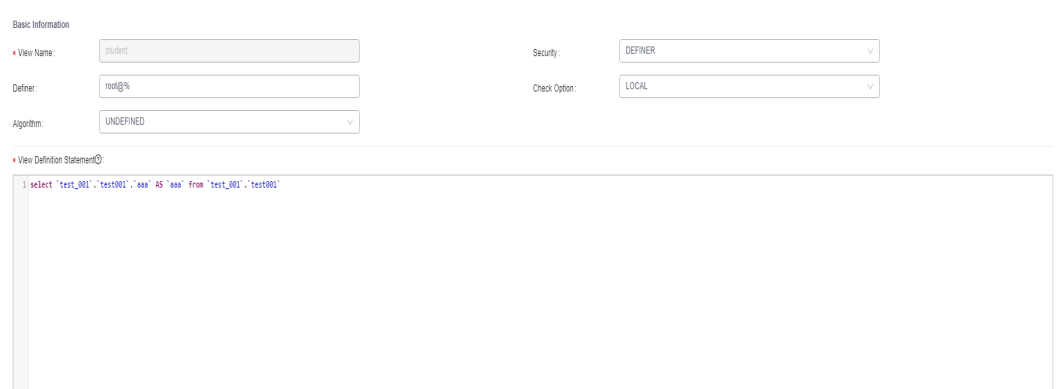 Basic Information
* View Name: student Security: DEFINER
Definer: root@% Check Option: LOCAL
Algorithm: UNDEFINED
* View Definition Statement?:
1 select `test_001`.`test001`.`aaa` AS `aaa` from `test_001`.`test001`